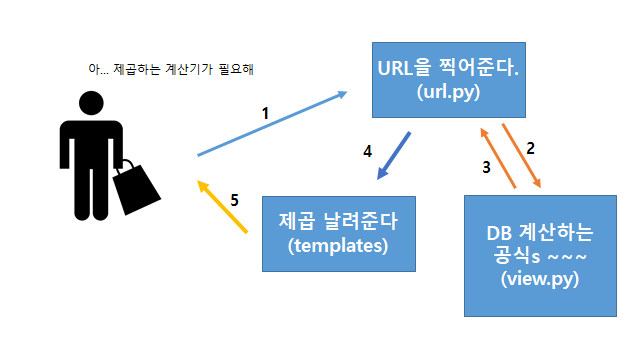 아... 제곱하는 계산기가 필요해
URL을 찍어준다.
(url.py)
1
4
3
2
5
제곱 날려준다
(templates)
DB 계산하는
공식s ~~~
(view.py)